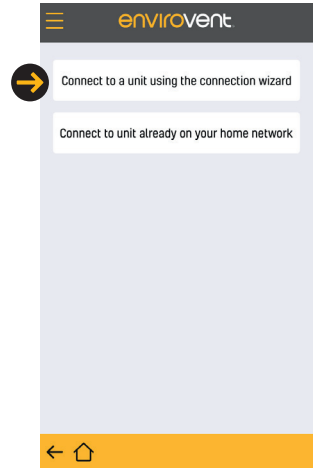 envirovent
Connect to a unit using the connection wizard
Connect to unit already on your home network